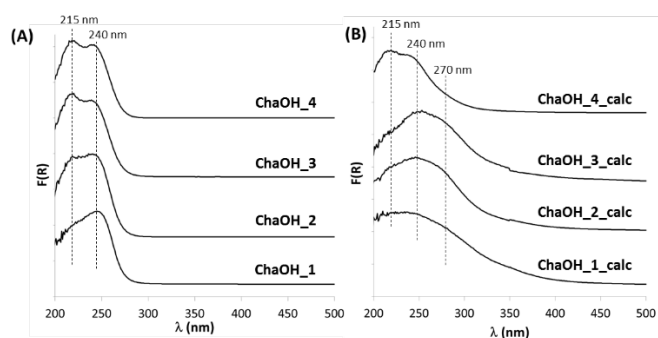 (A)
215 nm
240 nm
ChaOH_4
ChaOH_3
ChaOH_2
ChaOH_1
F(R)
200 250 300 350 400 450 500
λ (nm)
(B)
215 nm
240 nm
270 nm
ChaOH_4_calc
ChaOH_3_calc
ChaOH_2_calc
ChaOH_1_calc
F(R)
200 250 300 350 400 450 500
λ (nm)